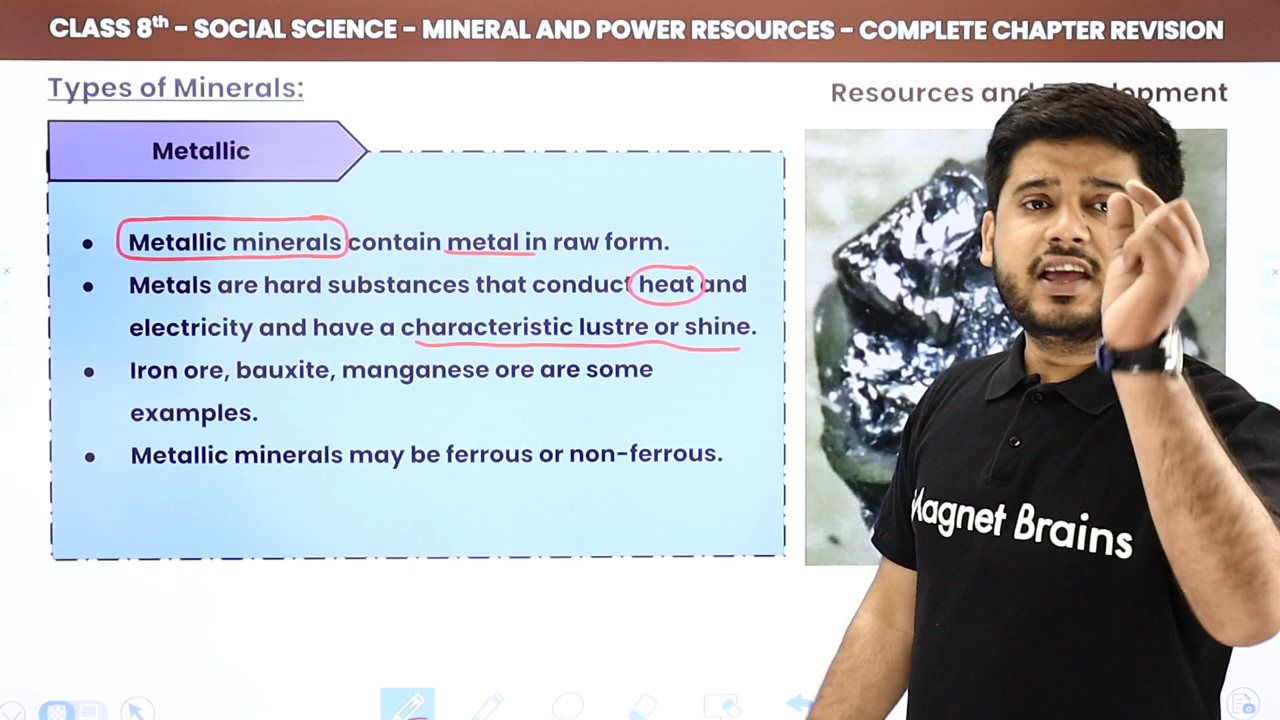 CLASS 8th – SOCIAL SCIENCE – MINERAL AND POWER RESOURCES – COMPLETE CHAPTER REVISION
Types of Minerals:
Resources and
Metallic
Metallic minerals contain metal in raw form.
Metals are hard substances that conduct heat and
electricity and have a characteristic lustre or shine.
Iron ore, bauxite, manganese ore are some
examples.
Metallic minerals may be ferrous or non-ferrous.
Magnet Brains